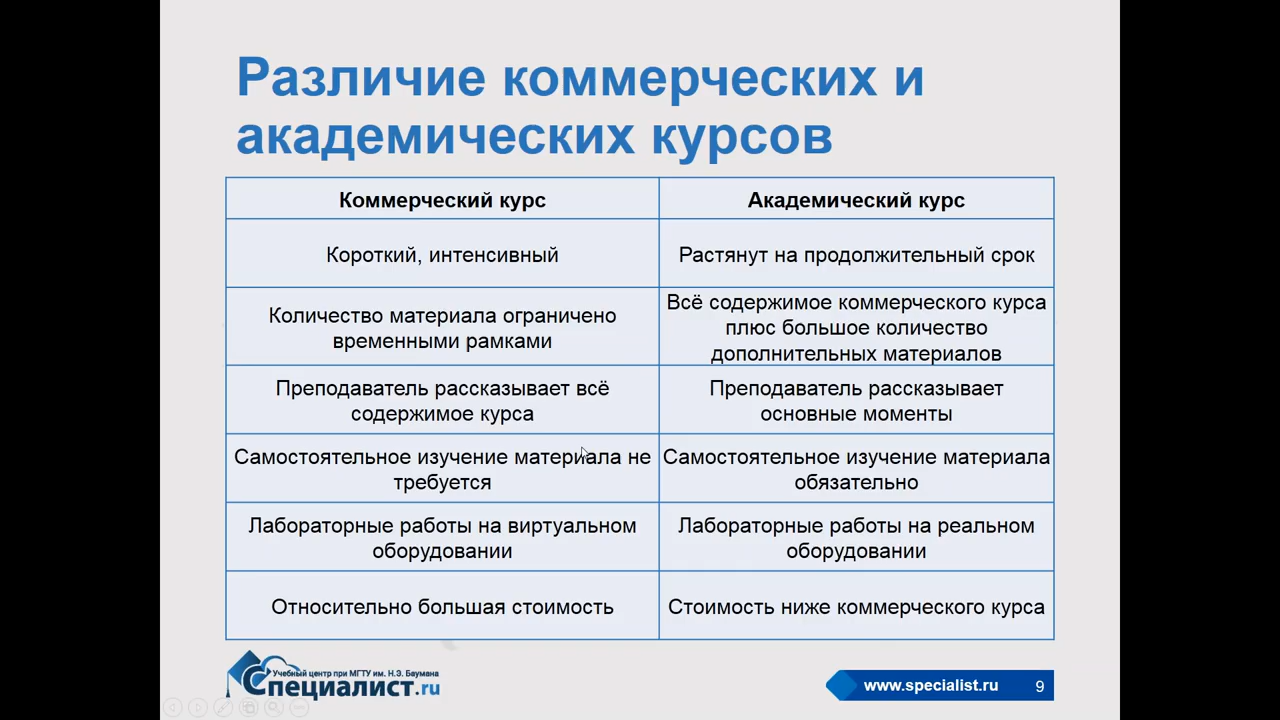 Различие коммерческих и
академических курсов
Коммерческий курс
Академический курс
Короткий, интенсивный
Растянут на продолжительный срок
Количество материала ограничено
временными рамками
Всё содержимое коммерческого курса
плюс большое количество
дополнительных материалов
Преподаватель рассказывает всё
содержимое курса
Преподаватель рассказывает
основные моменты
Самостоятельное изучение материала не
требуется
Самостоятельное изучение материала
обязательно
Лабораторные работы на виртуальном
оборудовании
Лабораторные работы на реальном
оборудовании
Относительно большая стоимость
Стоимость ниже коммерческого курса
Учебный центр при МГТУ им. Н.Э. Баумана
Специалист.ru
www.specialist.ru
9